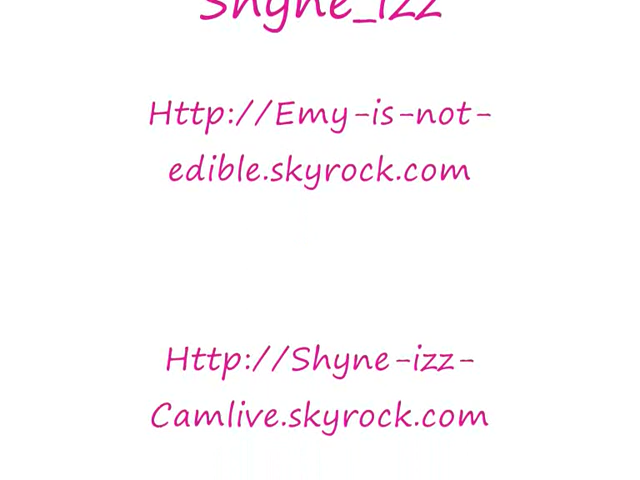 Shyne_izz
Http://Emy-is-not-
edible.skyrock.com
Http://Shyne-izz-
Camlive.skyrock.com